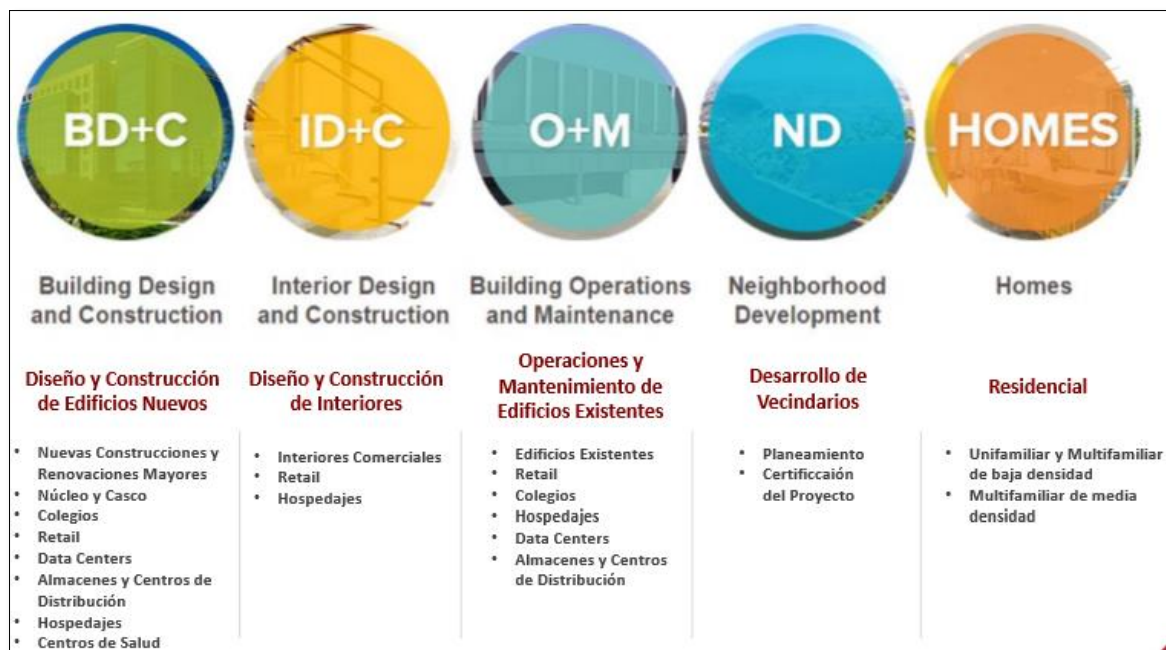 BD+C
Building Design
and Construction
Diseño y Construcción
de Edificios Nuevos
• Nuevas Construcciones y
Renovaciones Mayores
• Núcleo y Casco
• Colegios
• Retail
• Data Centers
• Almacenes y Centros de
Distribución
• Hospedajes
• Centros de Salud
ID+C
Interior Design
and Construction
Diseño y Construcción
de Interiores
• Interiores Comerciales
• Retail
• Hospedajes
O+M
Building Operations
and Maintenance
Operaciones y
Mantenimiento de
Edificios Existentes
• Edificios Existentes
• Retail
• Colegios
• Hospedajes
• Data Centers
• Almacenes y Centros
de Distribución
ND
Neighborhood
Development
Desarrollo de
Vecindarios
• Planeamiento
• Certificcaión
del Proyecto
HOMES
Homes
Residencial
• Unifamiliar y Multifamiliar
de baja densidad
• Multifamiliar de media
densidad